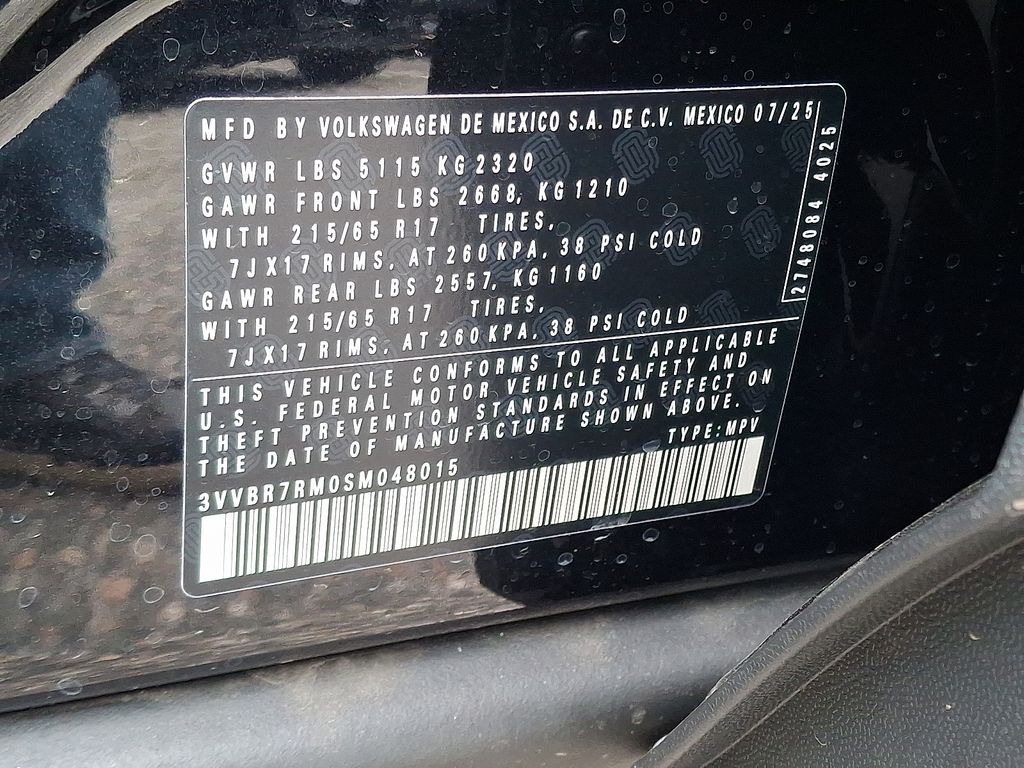 MFD BY VOLKSWAGEN DE MEXICO S.A. DE C.V. MEXICO 07/25
GVWR LBS 5115 KG 2320
GAWR FRONT LBS 2668, KG 1210
WITH 215/65 R17 TIRES,
7JX17 RIMS, AT 260 KPA, 38 PSI COLD
GAWR REAR LBS 2557, KG 1160
WITH 215/65 R17 TIRES,
7JX17 RIMS, AT 260 KPA, 38 PSI COLD
2748084 4025
THIS VEHICLE CONFORMS TO ALL APPLICABLE
U.S. FEDERAL MOTOR VEHICLE SAFETY AND
THEFT PREVENTION STANDARDS IN EFFECT ON
THE DATE OF MANUFACTURE SHOWN ABOVE.
TYPE: MPV
3VVBR7RM0SM048015